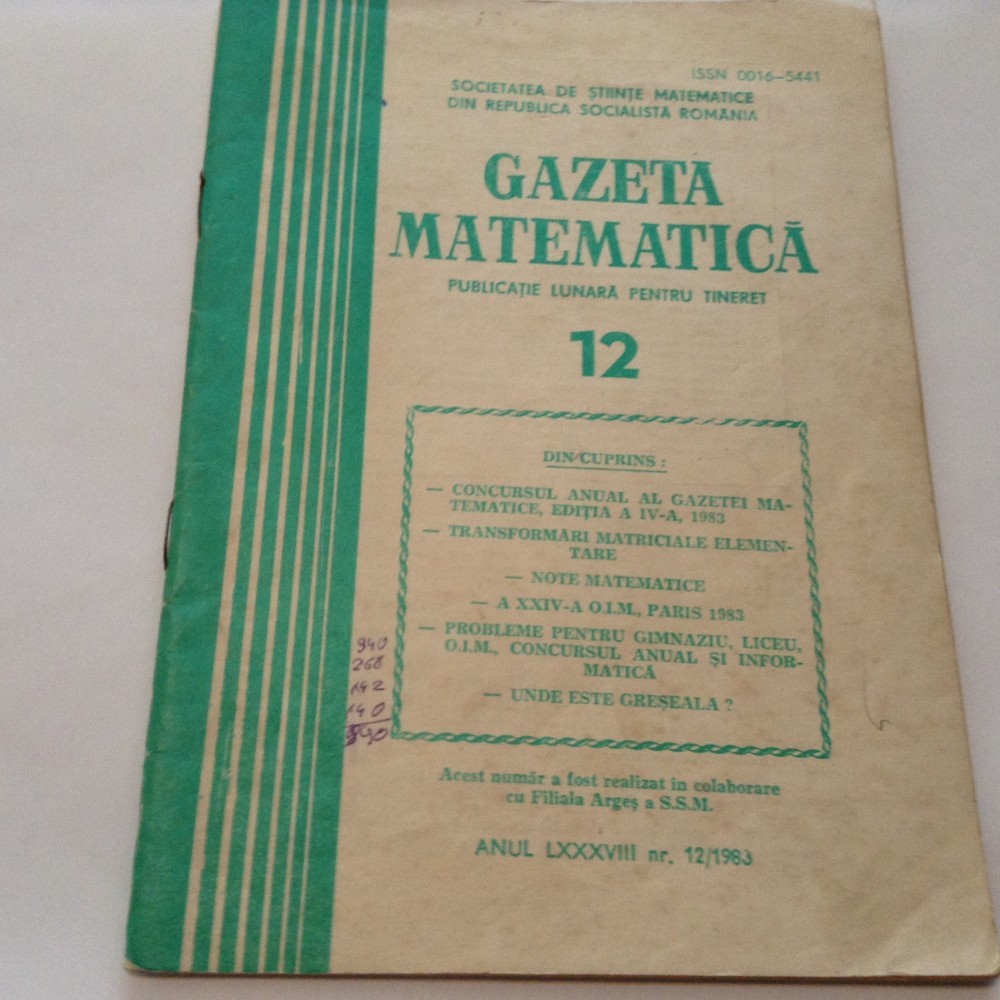 ISSN 0016-5441
SOCIETATEA DE ȘTIINȚE MATEMATICE
DIN REPUBLICA SOCIALISTĂ ROMÂNIA
GAZETA
MATEMATICĂ
PUBLICAȚIE LUNARĂ PENTRU TINERET
12
DIN CUPRINS :
— CONCURSUL ANUAL AL GAZETEI MA-
TEMATICE, EDIȚIA A IV-A, 1983
— TRANSFORMĂRI MATRICIALE ELEMEN-
TARE
— NOTE MATEMATICE
— A XXIV-A O.I.M., PARIS 1983
— PROBLEME PENTRU GIMNAZIU, LICEU,
O.I.M., CONCURSUL ANUAL ȘI INFOR-
MATICĂ
— UNDE ESTE GREȘEALA ?
940
268
142
140
Acest număr a fost realizat in colaborare
cu Filiala Argeș a S.S.M.
ANUL LXXXVIII nr. 12/1983